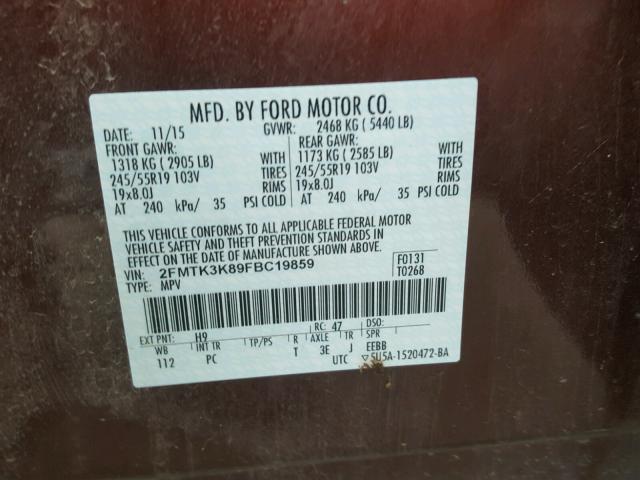 MFD. BY FORD MOTOR CO.
DATE: 11/15 GVWR: 2468 KG ( 5440 LB)
FRONT GAWR: REAR GAWR:
1318 KG ( 2905 LB) WITH 1173 KG ( 2585 LB) WITH
245/55R19 103V TIRES 245/55R19 103V TIRES
19x8.0J RIMS 19x8.0J RIMS
AT 240 kPa/ 35 PSI COLD AT 240 kPa/ 35 PSI COLD
THIS VEHICLE CONFORMS TO ALL APPLICABLE FEDERAL MOTOR
VEHICLE SAFETY AND THEFT PREVENTION STANDARDS IN
EFFECT ON THE DATE OF MANUFACTURE SHOWN ABOVE.
VIN: 2FMTK3K89FBC19859 F0131
TYPE: MPV T0268
EXT PNT: H9 RC: 47 DSO:
WB INT TR TP/PS R AXLE TR SPR
112 PC T 3E J EEBB
UTC ▽5U5A-1520472-BA